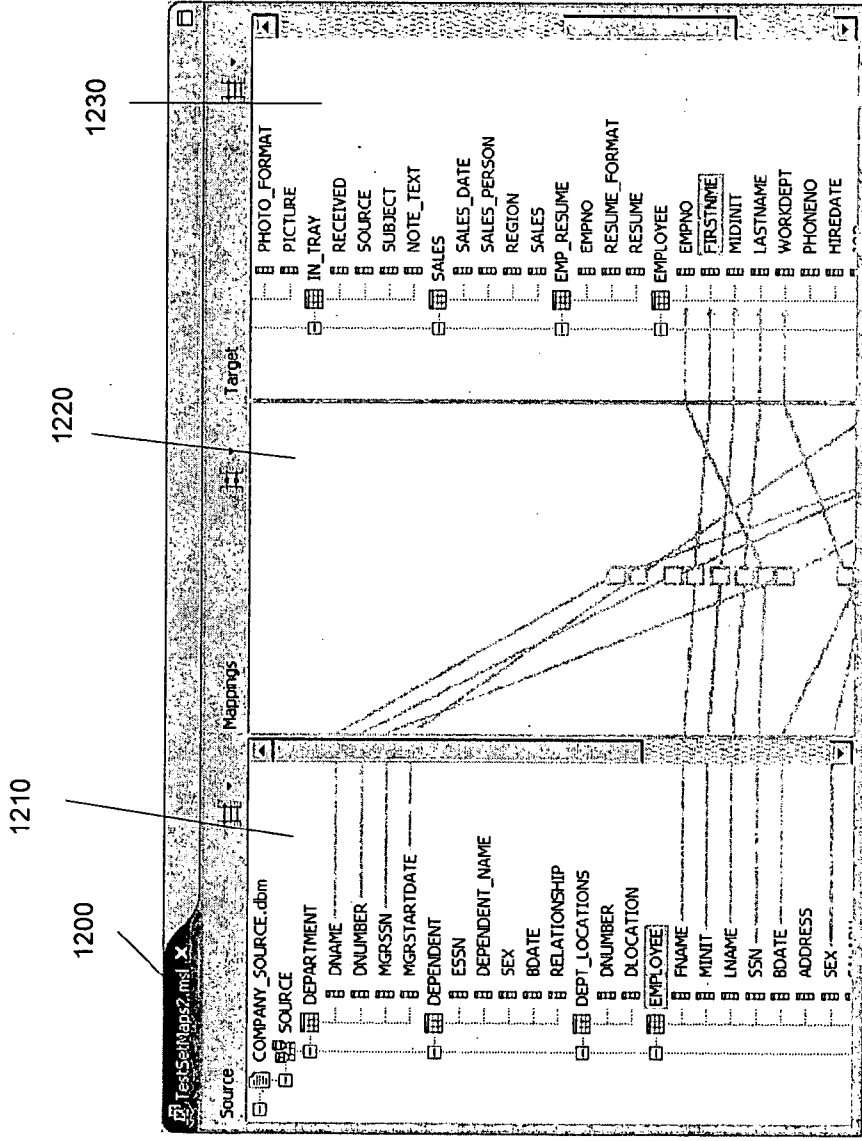 1200
1210
1220
1230
TestSetMaps2.msl
Source
Mappings
Target
COMPANY_SOURCE.dbm
SOURCE
DEPARTMENT
DNAME
DNUMBER
MGRSSN
MGRSTARTDATE
DEPENDENT
ESSN
DEPENDENT_NAME
SEX
BDATE
RELATIONSHIP
DEPT_LOCATIONS
DNUMBER
DLOCATION
EMPLOYEE
FNAME
MINIT
LNAME
SSN
BDATE
ADDRESS
SEX
PHOTO_FORMAT
PICTURE
IN_TRAY
RECEIVED
SOURCE
SUBJECT
NOTE_TEXT
SALES
SALES_DATE
SALES_PERSON
REGION
SALES
EMP_RESUME
EMPNO
RESUME_FORMAT
RESUME
EMPLOYEE
EMPNO
FIRSTNME
MIDINIT
LASTNAME
WORKDEPT
PHONENO
HIREDATE